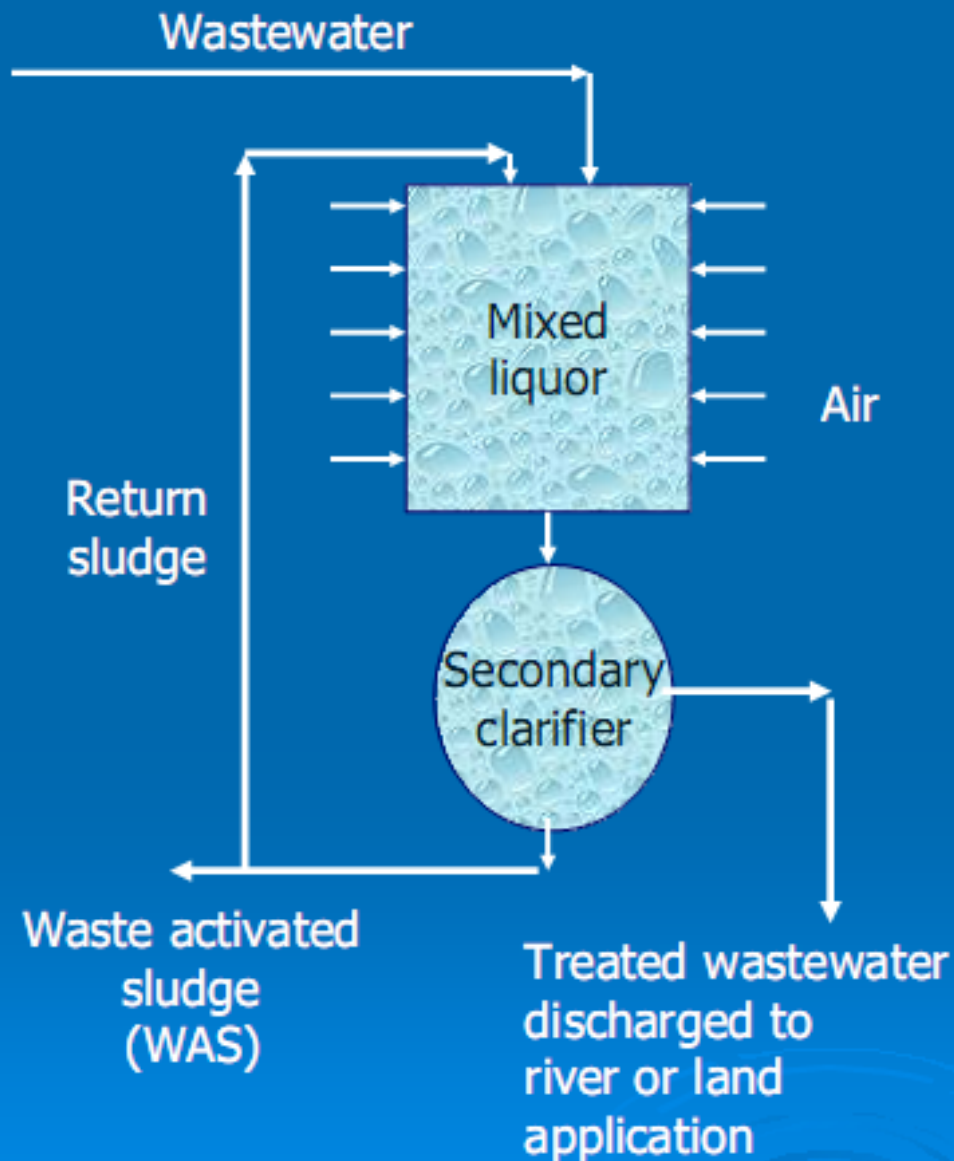 Wastewater
Mixed
liquor
Air
Return
sludge
Secondary
clarifier
Waste activated
sludge
(WAS)
Treated wastewater
discharged to
river or land
application